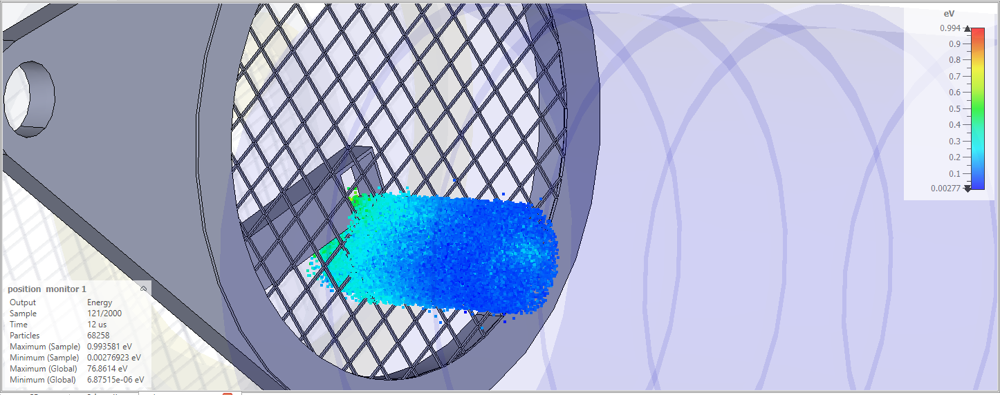 eV
0.994
0.9
0.8
0.7
0.6
0.5
0.4
0.3
0.2
0.1
0.00277
position monitor 1
Output Energy
Sample 121/2000
Time 12 us
Particles 68258
Maximum (Sample) 0.993581 eV
Minimum (Sample) 0.00276923 eV
Maximum (Global) 76.8614 eV
Minimum (Global) 6.87515e-06 eV